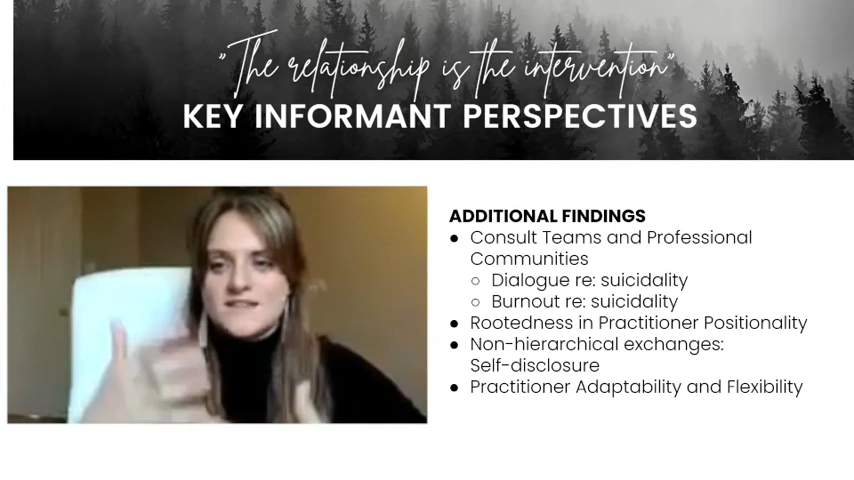 "The relationship is the intervention"
KEY INFORMANT PERSPECTIVES
ADDITIONAL FINDINGS
● Consult Teams and Professional
Communities
○ Dialogue re: suicidality
○ Burnout re: suicidality
● Rootedness in Practitioner Positionality
● Non-hierarchical exchanges:
Self-disclosure
● Practitioner Adaptability and Flexibility